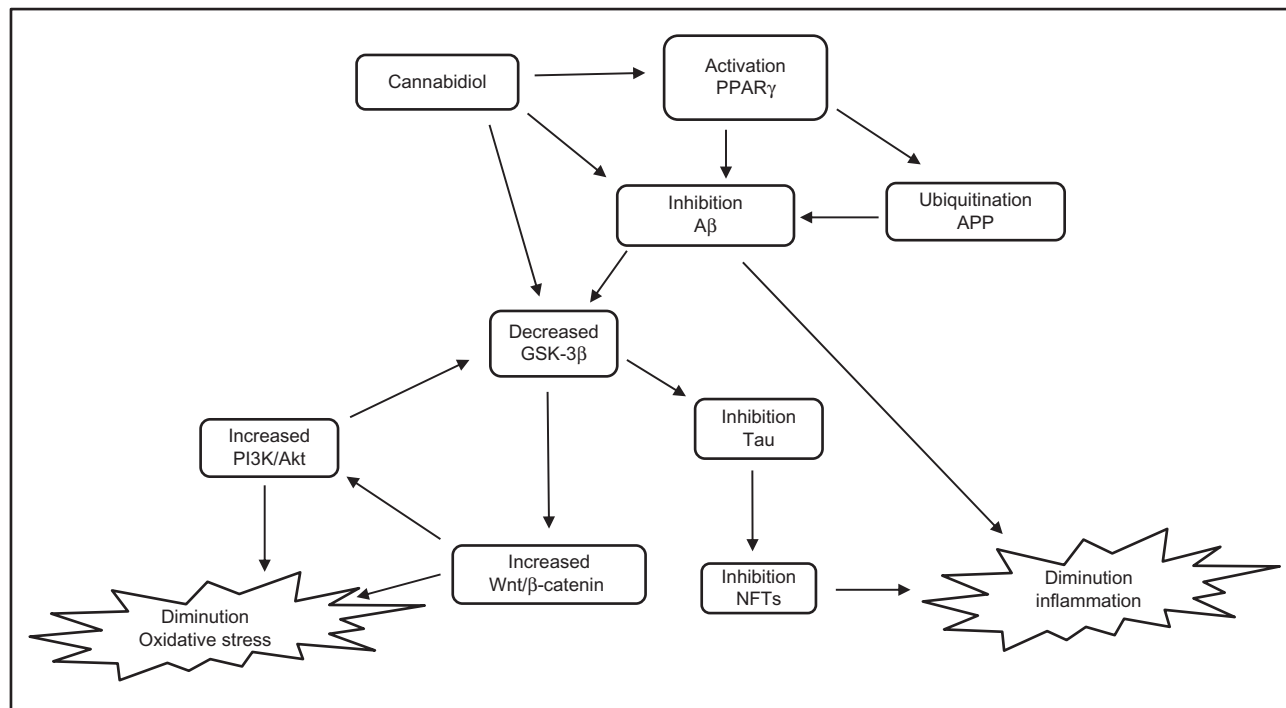 Cannabidiol
Activation
PPARγ
Inhibition
Aβ
Ubiquitination
APP
Decreased
GSK-3β
Increased
PI3K/Akt
Inhibition
Tau
Increased
Wnt/β-catenin
Inhibition
NFTs
Diminution
inflammation
Diminution
Oxidative stress